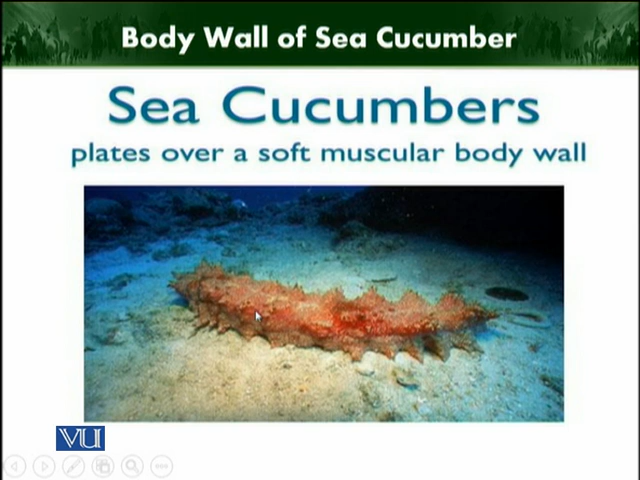 Body Wall of Sea Cucumber
Sea Cucumbers
plates over a soft muscular body wall
VU